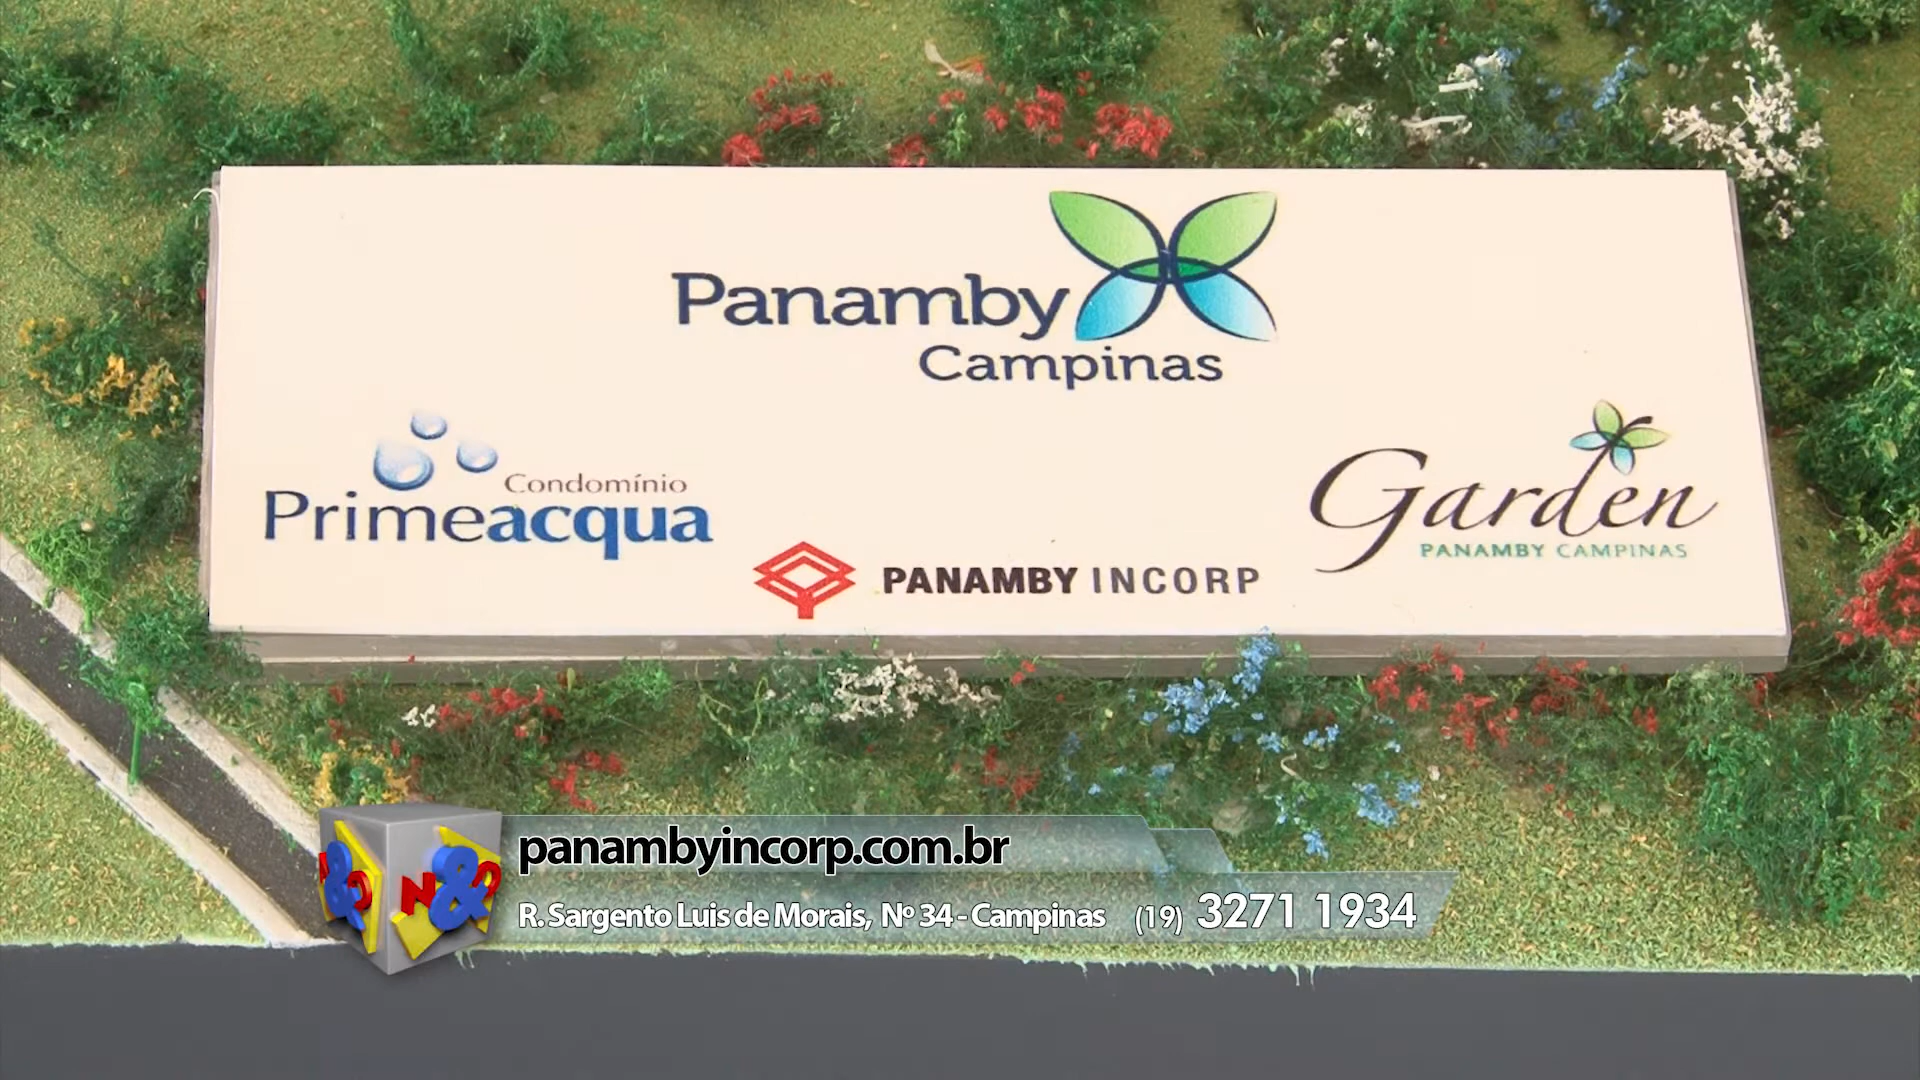 Panamby
Campinas
Condomínio
Primeacqua
Garden
PANAMBY CAMPINAS
PANAMBY INCORP
panambyincorp.com.br
R. Sargento Luis de Morais, Nº 34 - Campinas (19) 3271 1934
N&